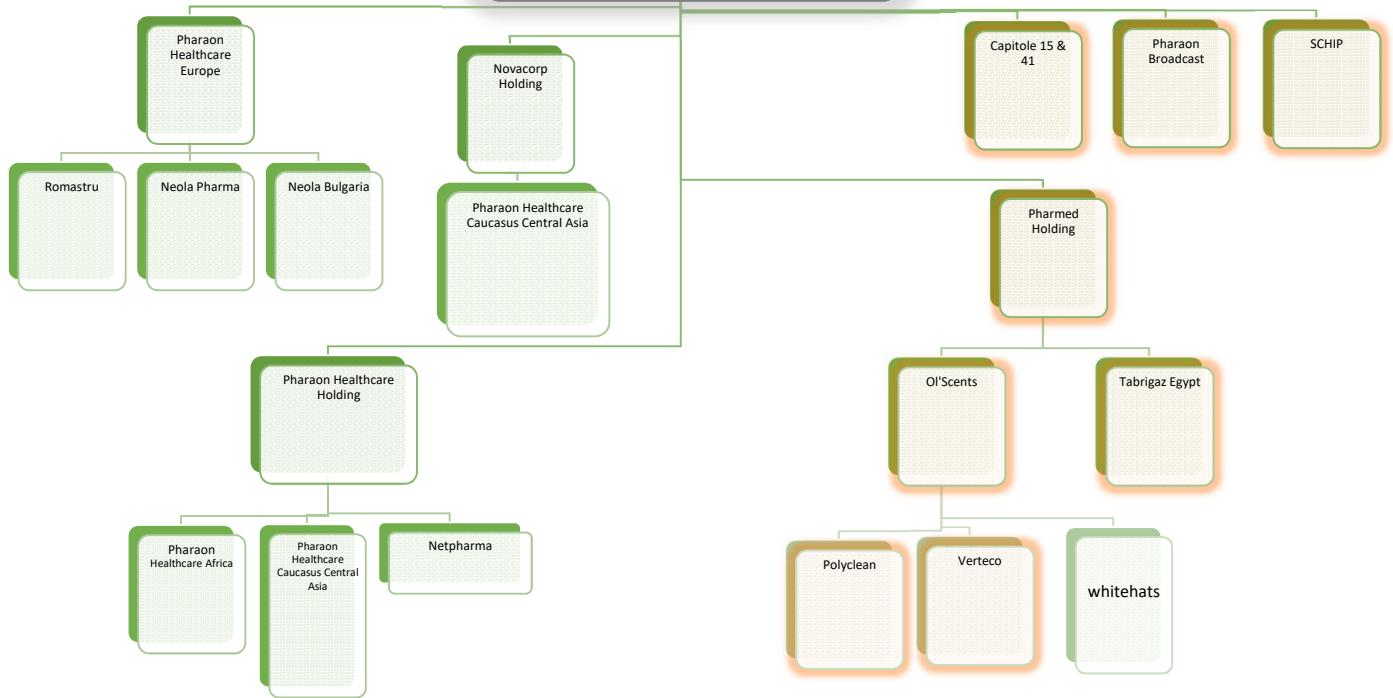 Pharaon
Healthcare
Europe
Novacorp
Holding
Capitole 15 &
41
Pharaon
Broadcast
SCHIP
Romastru
Neola Pharma
Neola Bulgaria
Pharaon Healthcare
Caucasus Central Asia
Pharmed
Holding
Pharaon Healthcare
Holding
Ol'Scents
Tabrigaz Egypt
Pharaon
Healthcare Africa
Pharaon
Healthcare
Caucasus Central
Asia
Netpharma
Polyclean
Verteco
whitehats